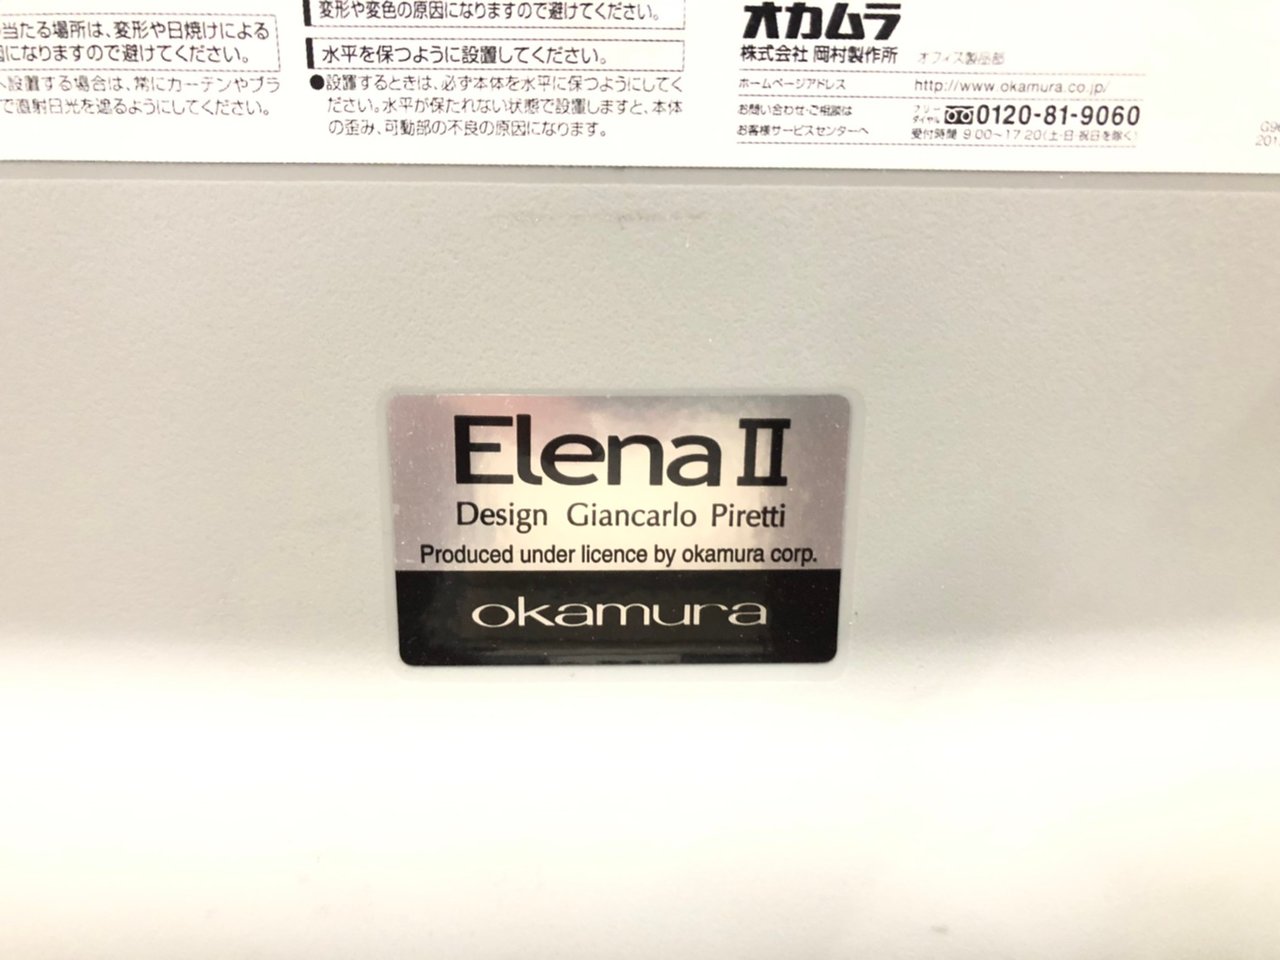 当たる場所は、変形や日焼けによる
になりますので避けてください。
設置する場合は、常にカーテンやブラ
で直射日光を遮るようにしてください。
変形や変色の原因になりますので避けてください。
水平を保つように設置してください。
●設置するときは、必ず本体を水平に保つようにしてく
ださい。水平が保たれない状態で設置しますと、本体
の歪み、可動部の不良の原因になります。
オカムラ
株式会社 岡村製作所 オフィス製品部
ホームページアドレス http://www.okamura.co.jp/
お問い合わせ・ご相談は
お客様サービスセンターへ
フリーダイヤル 0120-81-9060
受付時間 9:00〜17:20(土・日・祝日を除く)
Elena II
Design Giancarlo Piretti
Produced under licence by okamura corp.
okamura